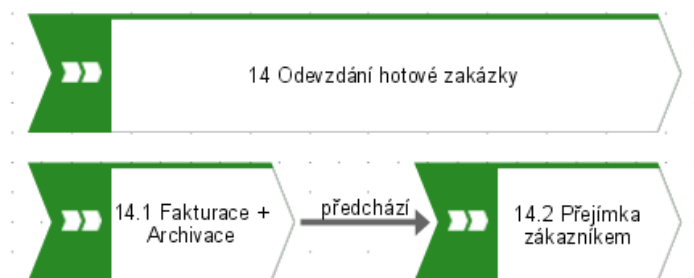 14 Odevzdání hotové zakázky
14.1 Fakturace +
Archivace
předchází
14.2 Přejímka
zákazníkem